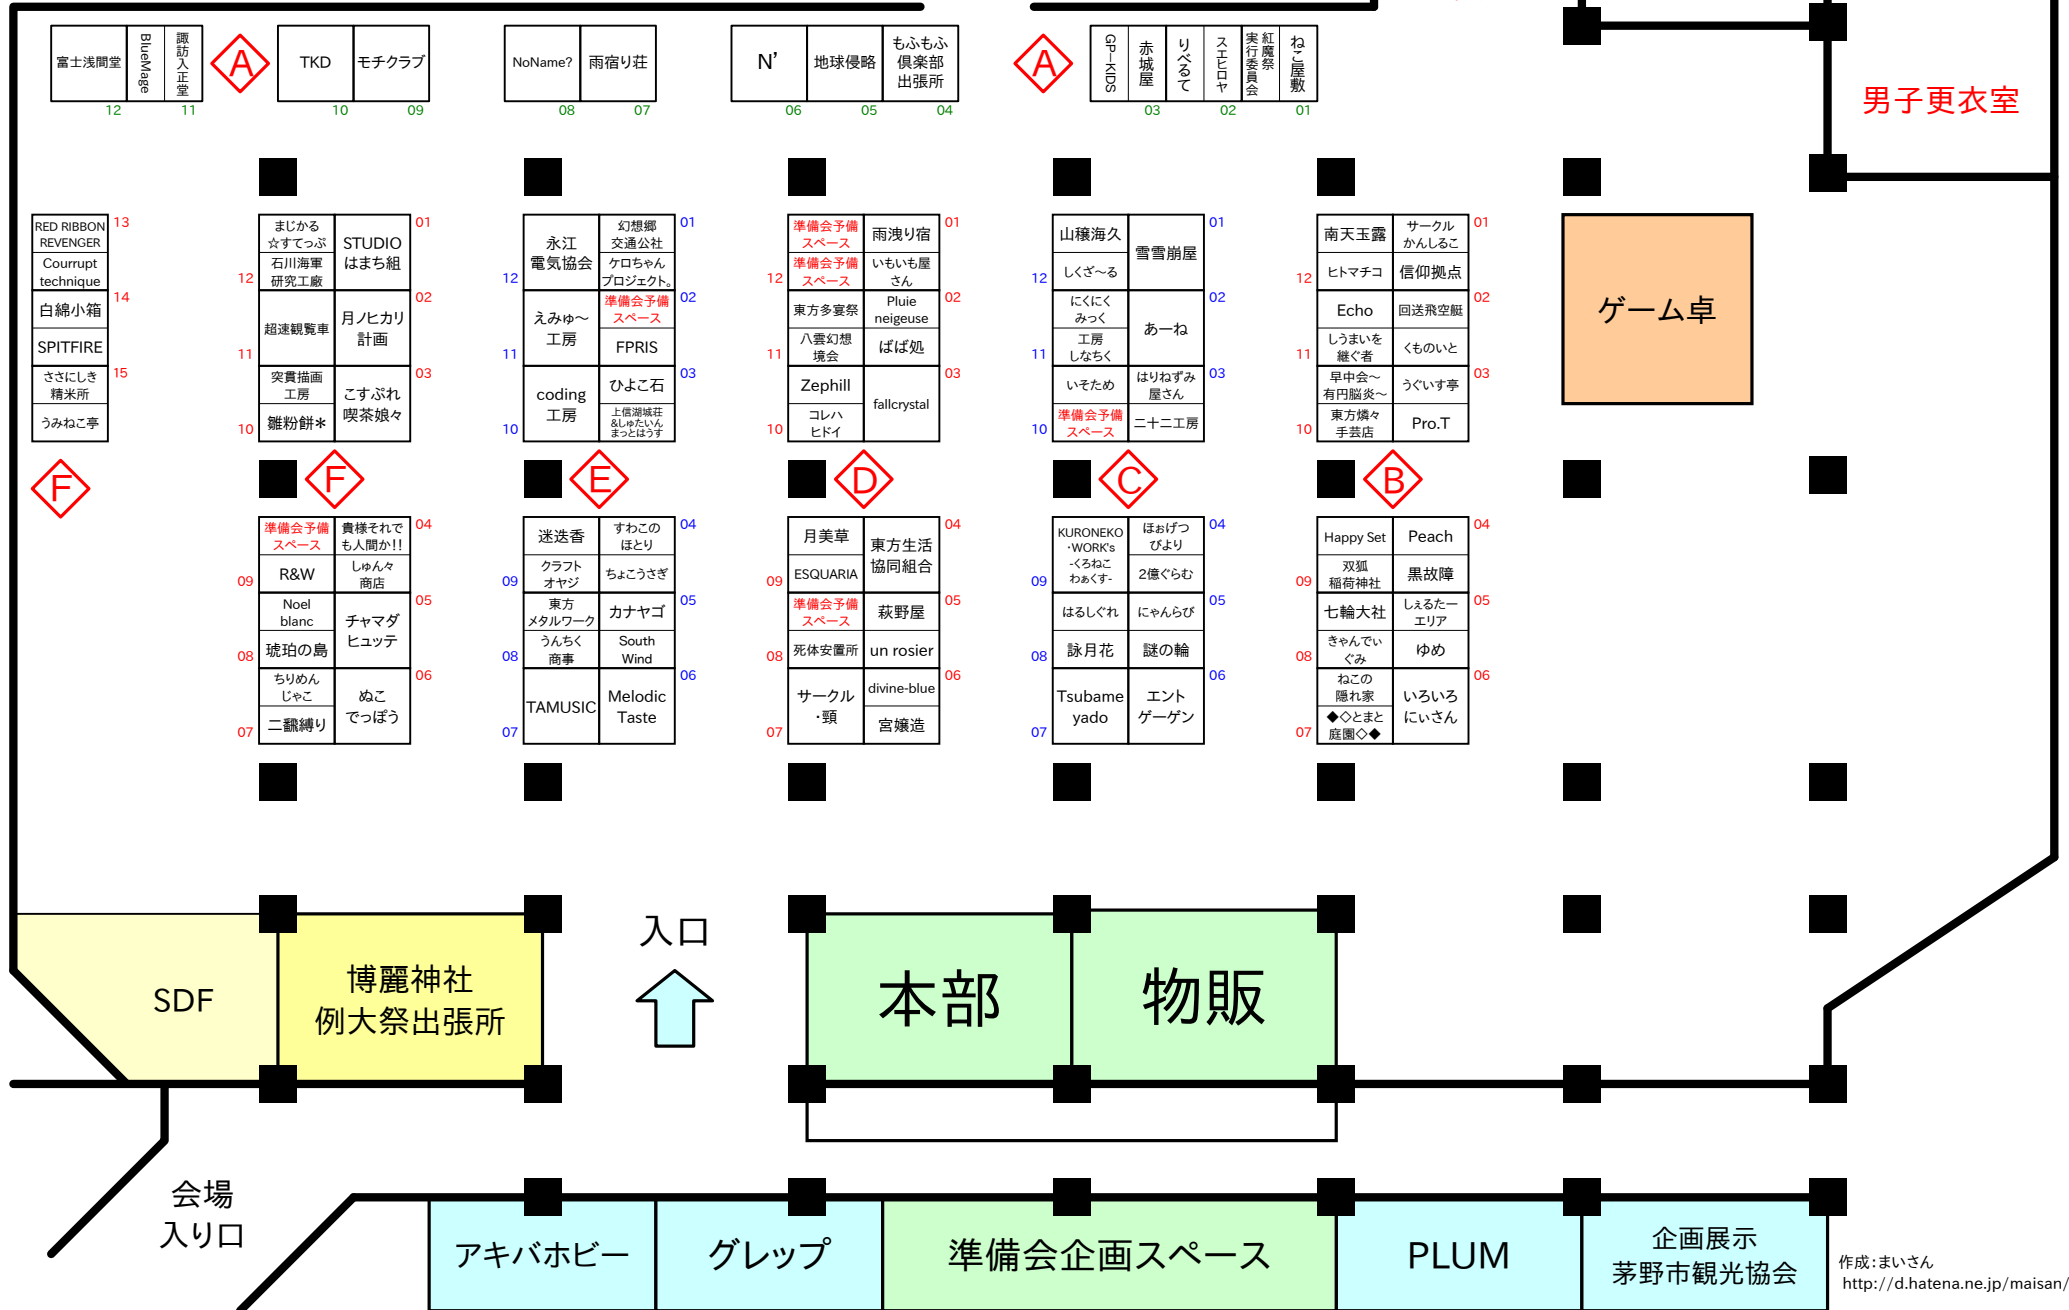 富士浅間堂
BlueMage
諏訪入正堂
A
TKD
モチクラブ
NoName?
雨宿り荘
N’
地球侵略
もふもふ
倶楽部
出張所
A
GP−KIDS
赤城屋
りべるて
スエヒロヤ
紅魔祭
実行委員会
ねこ屋敷
12
11
10
09
08
07
06
05
04
03
02
01
男子更衣室
RED RIBBON
REVENGER
13
Courrupt
technique
白綿小箱
14
SPITFIRE
ささにしき
精米所
15
うみねこ亭
F
まじかる
☆すてっぷ
STUDIO
はまち組
01
石川海軍
研究工廠
12
超速観覧車
月ノヒカリ
計画
02
11
突貫描画
工房
こすぷれ
喫茶娘々
03
雛粉餅*
10
F
準備会予備
スペース
貴様それで
も人間か!!
04
R&W
しゅん々
商店
09
Noel
blanc
チャマダ
ヒュッテ
05
琥珀の島
08
ちりめん
じゃこ
ぬこ
でっぽう
06
二飜縛り
07
永江
電気協会
幻想郷
交通公社
01
ケロちゃん
プロジェクト。
12
えみゅ～
工房
準備会予備
スペース
02
FPRIS
11
coding
工房
ひよこ石
03
上信湖城荘
&しゅたいん
まっとはうす
10
E
迷迭香
すわこの
ほとり
04
クラフト
オヤジ
ちょこうさぎ
09
東方
メタルワーク
カナヤゴ
05
うんちく
商事
South
Wind
08
TAMUSIC
Melodic
Taste
06
07
準備会予備
スペース
雨洩り宿
01
準備会予備
スペース
いもいも屋
さん
12
東方多宴祭
Pluie
neigeuse
02
八雲幻想
境会
ばば処
11
Zephill
fallcrystal
03
コレハ
ヒドイ
10
D
月美草
東方生活
協同組合
04
ESQUARIA
09
準備会予備
スペース
萩野屋
05
死体安置所
un rosier
08
サークル
・頸
divine-blue
06
宮嬢造
07
山穣海久
雪雪崩屋
01
しくざ～る
12
にくにく
みっく
あーね
02
工房
しなちく
11
いそため
はりねずみ
屋さん
03
準備会予備
スペース
二十二工房
10
C
KURONEKO
・WORK's
-くろねこ
わぁくす-
ほぉげつ
びより
04
2億ぐらむ
09
はるしぐれ
にゃんらび
05
詠月花
謎の輪
08
Tsubame
yado
エント
ゲーゲン
06
07
南天玉露
サークル
かんしるこ
01
ヒトマチコ
信仰拠点
12
Echo
回送飛空艇
02
しうまいを
継ぐ者
くものいと
11
早中会～
有円脳炎～
うぐいす亭
03
東方燐々
手芸店
Pro.T
10
B
Happy Set
Peach
04
双狐
稲荷神社
黒故障
09
七輪大社
しぇるたー
エリア
05
きゃんでぃ
ぐみ
ゆめ
08
ねこの
隠れ家
いろいろ
にぃさん
06
◆◇とまと
庭園◇◆
07
ゲーム卓
SDF
博麗神社
例大祭出張所
入口
本部
物販
会場
入り口
アキバホビー
グレップ
準備会企画スペース
PLUM
企画展示
茅野市観光協会
作成：まいさん
http://d.hatena.ne.jp/maisan/